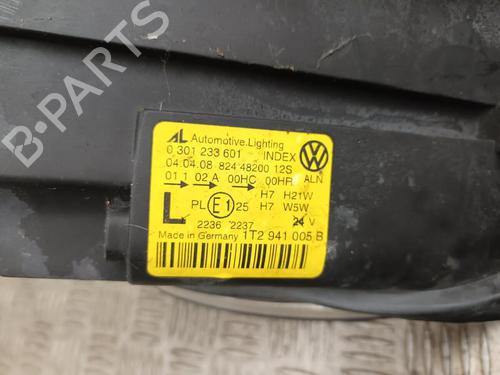 AL Automotive.Lighting
0 301 233 601 INDEX
04.04.08 824 48200 12S
ALN
01 1 02 A 00HC 00HR
H7 H21W
L PL E1 25 H7 W5W
2236 2237 24 V
Made in Germany 1T2 941 005 B
B-PARTS